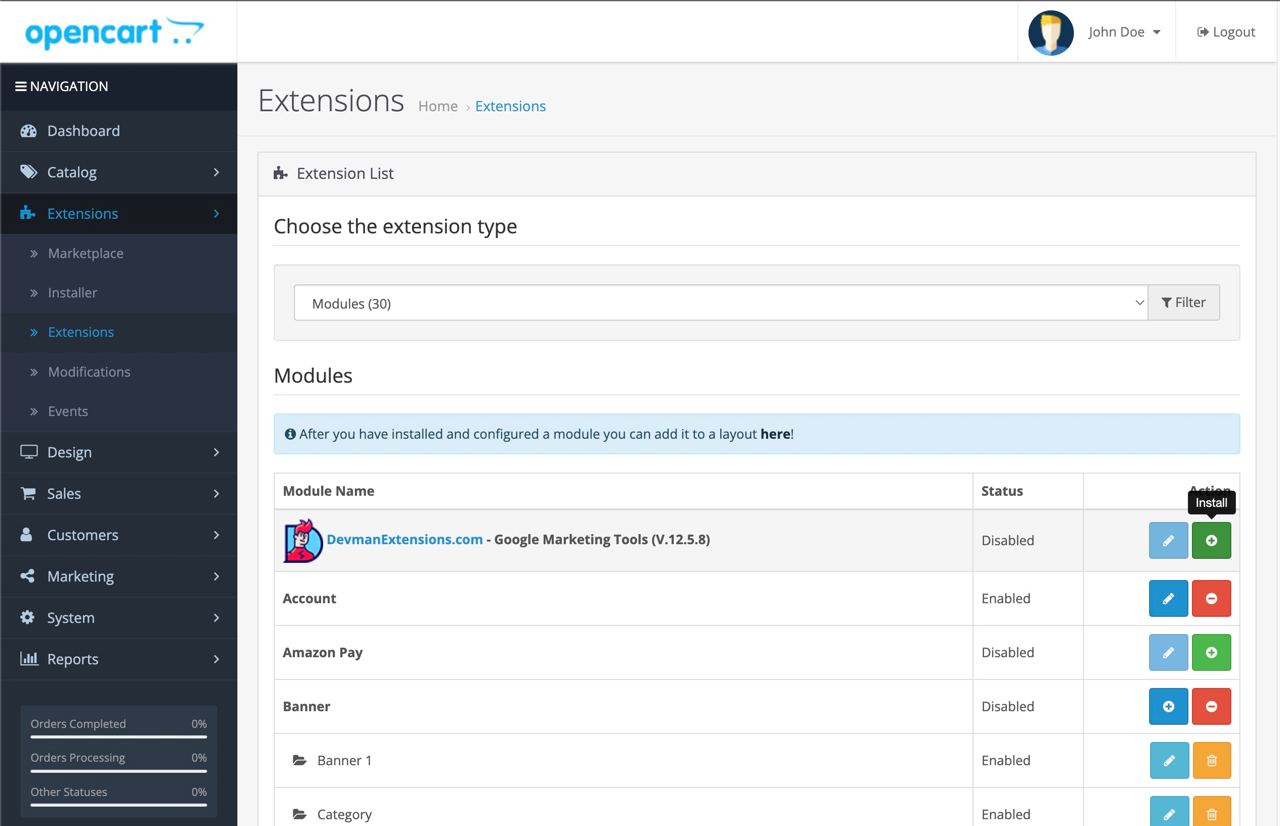 opencart
John Doe
Logout
NAVIGATION
Dashboard
Catalog
Extensions
Marketplace
Installer
Extensions
Modifications
Events
Design
Sales
Customers
Marketing
System
Reports
Orders Completed 0%
Orders Processing 0%
Other Statuses 0%
Extensions Home › Extensions
Extension List
Choose the extension type
Modules (30) Filter
Modules
After you have installed and configured a module you can add it to a layout here!
Module Name Status Action
Install
DevmanExtensions.com - Google Marketing Tools (V.12.5.8) Disabled
Account Enabled
Amazon Pay Disabled
Banner Disabled
Banner 1 Enabled
Category Enabled